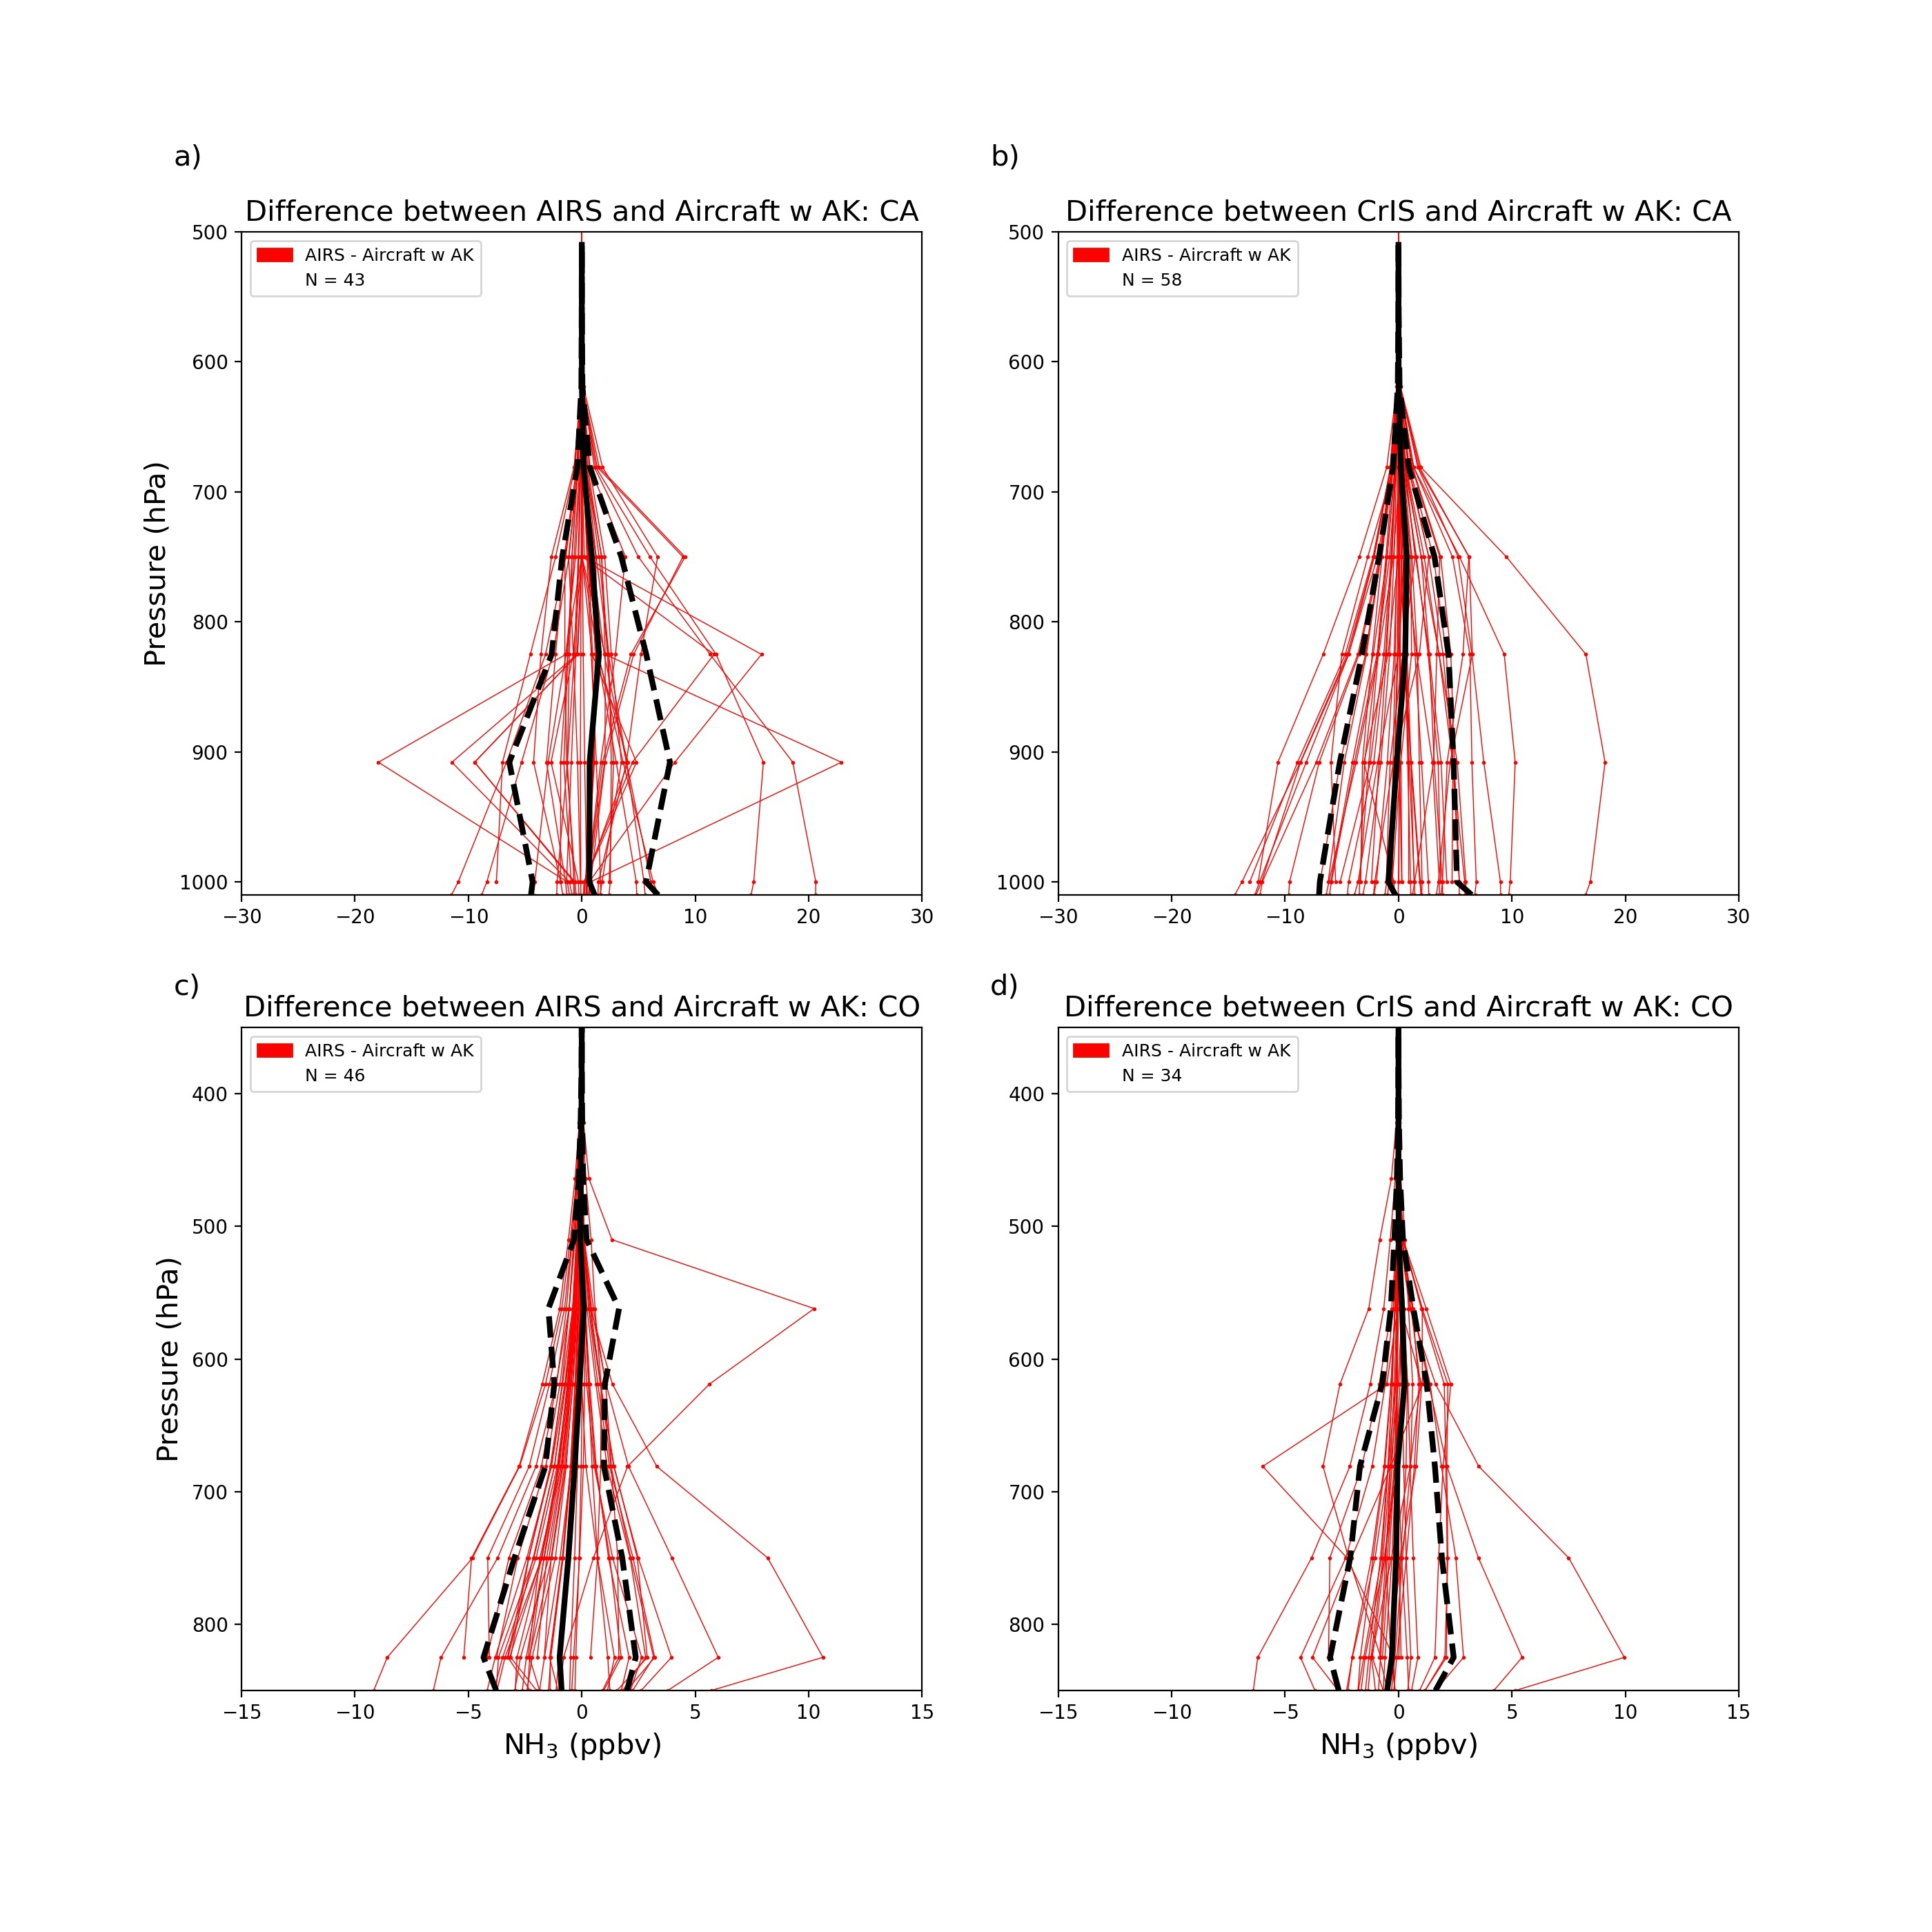 a)
Difference between AIRS and Aircraft w AK: CA
AIRS - Aircraft w AK
N = 43
500
600
700
800
900
1000
Pressure (hPa)
−30 −20 −10 0 10 20 30
b)
Difference between CrIS and Aircraft w AK: CA
AIRS - Aircraft w AK
N = 58
500
600
700
800
900
1000
−30 −20 −10 0 10 20 30
c)
Difference between AIRS and Aircraft w AK: CO
AIRS - Aircraft w AK
N = 46
400
500
600
700
800
Pressure (hPa)
−15 −10 −5 0 5 10 15
NH₃ (ppbv)
d)
Difference between CrIS and Aircraft w AK: CO
AIRS - Aircraft w AK
N = 34
400
500
600
700
800
−15 −10 −5 0 5 10 15
NH₃ (ppbv)